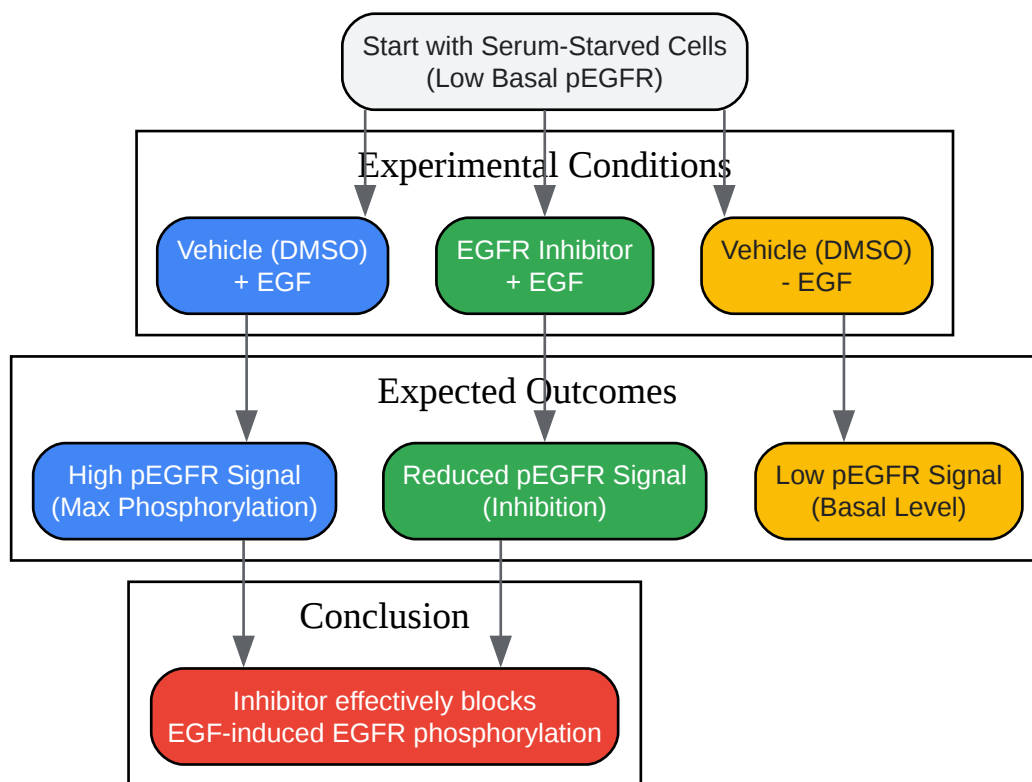 Start with Serum-Starved Cells
(Low Basal pEGFR)
Experimental Conditions
Vehicle (DMSO)
+ EGF
EGFR Inhibitor
+ EGF
Vehicle (DMSO)
- EGF
Expected Outcomes
High pEGFR Signal
(Max Phosphorylation)
Reduced pEGFR Signal
(Inhibition)
Low pEGFR Signal
(Basal Level)
Conclusion
Inhibitor effectively blocks
EGF-induced EGFR phosphorylation